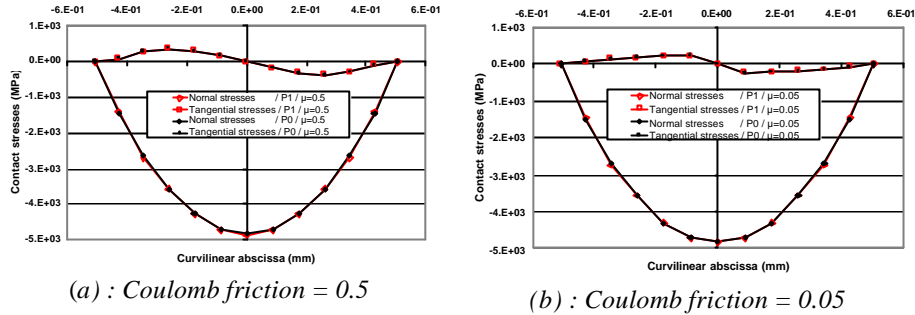 -6.E-01 -4.E-01 -2.E-01 0.E+00 2.E-01 4.E-01 6.E-01
1.E+03
0.E+00
-1.E+03
-2.E+03
-3.E+03
-4.E+03
-5.E+03
Contact stresses (MPa)
Normal stresses / P1 / μ=0.5
Tangential stresses / P1 / μ=0.5
Normal stresses / P0 / μ=0.5
Tangential stresses / P0 / μ=0.5
Curvilinear abscissa (mm)
(a) : Coulomb friction = 0.5
-6.E-01 -4.E-01 -2.E-01 0.E+00 2.E-01 4.E-01 6.E-01
1.E+03
0.E+00
-1.E+03
-2.E+03
-3.E+03
-4.E+03
-5.E+03
Contact stresses (MPa)
Normal stresses / P1 / μ=0.05
Tangential stresses / P1 / μ=0.05
Normal stresses / P0 / μ=0.05
Tangential stresses / P0 / μ=0.05
Curvilinear abscissa (mm)
(b) : Coulomb friction = 0.05